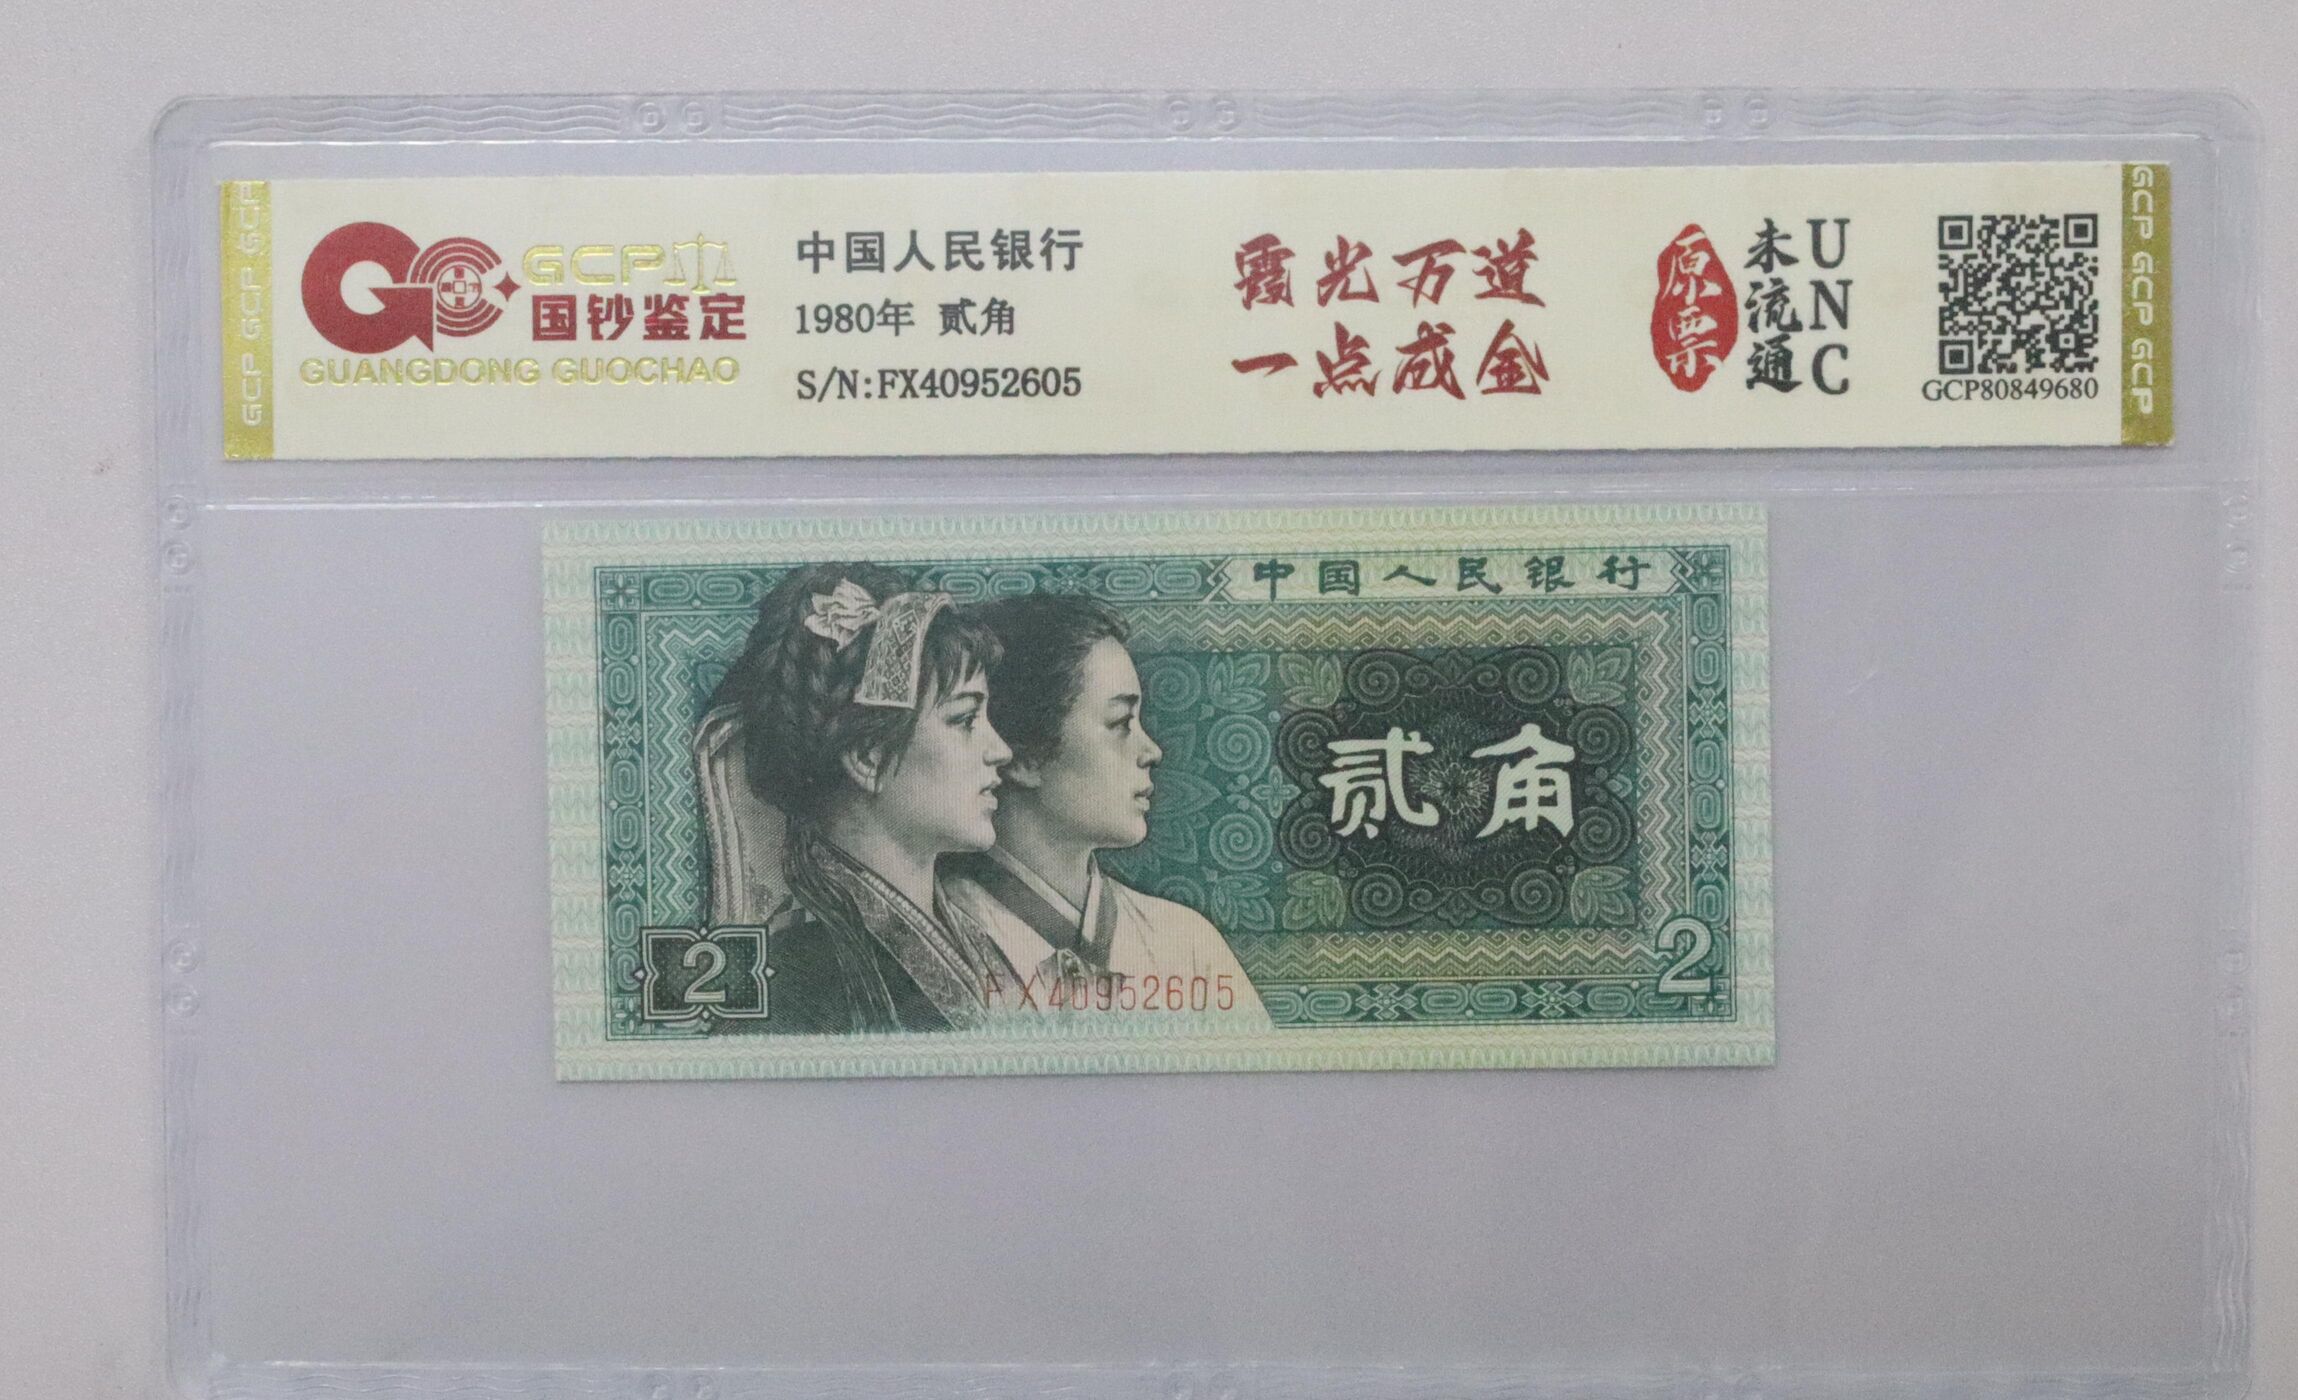 GCP
国钞鉴定
GUANGDONG GUOCHAO
中国人民银行
1980年 贰角
S/N:FX40952605
霞光万道
一点成金
原票
未流通
UNC
GCP80849680
GCP GCP GCP
GCP GCP GCP
中国人民银行
贰角
2
2
FX40952605